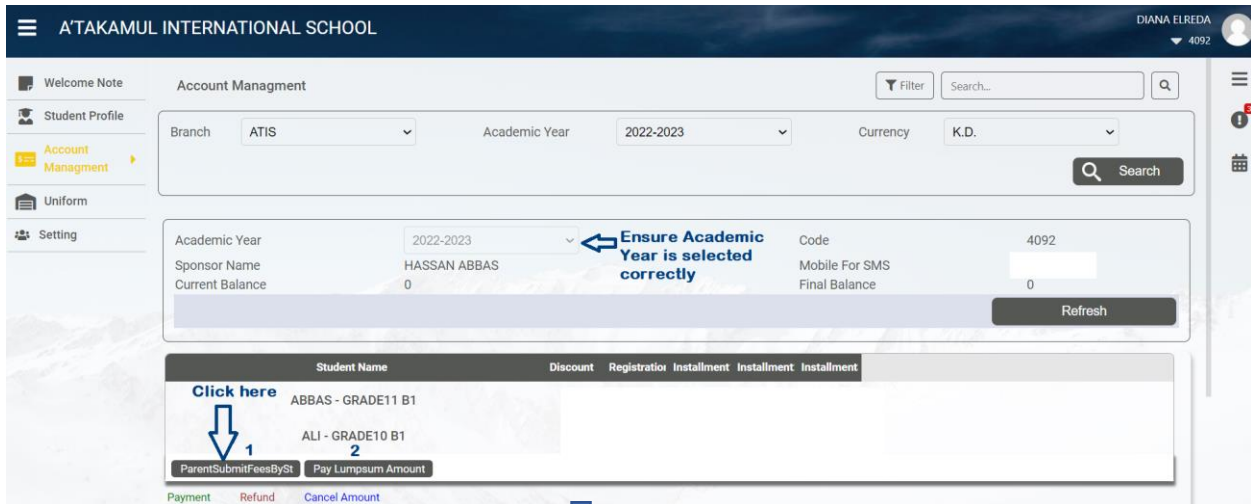 A'TAKAMUL INTERNATIONAL SCHOOL
DIANA ELREDA
4092
Welcome Note
Student Profile
Account Managment
Uniform
Setting
Account Managment
Filter
Search...
3
Branch ATIS Academic Year 2022-2023 Currency K.D.
Search
Academic Year 2022-2023
Ensure Academic
Year is selected
correctly
Code 4092
Sponsor Name HASSAN ABBAS Mobile For SMS
Current Balance 0 Final Balance 0
Refresh
Student Name Discount Registration Installment Installment Installment
Click here
ABBAS - GRADE11 B1
ALI - GRADE10 B1
1 2
ParentSubmitFeesBySt Pay Lumpsum Amount
Payment Refund Cancel Amount